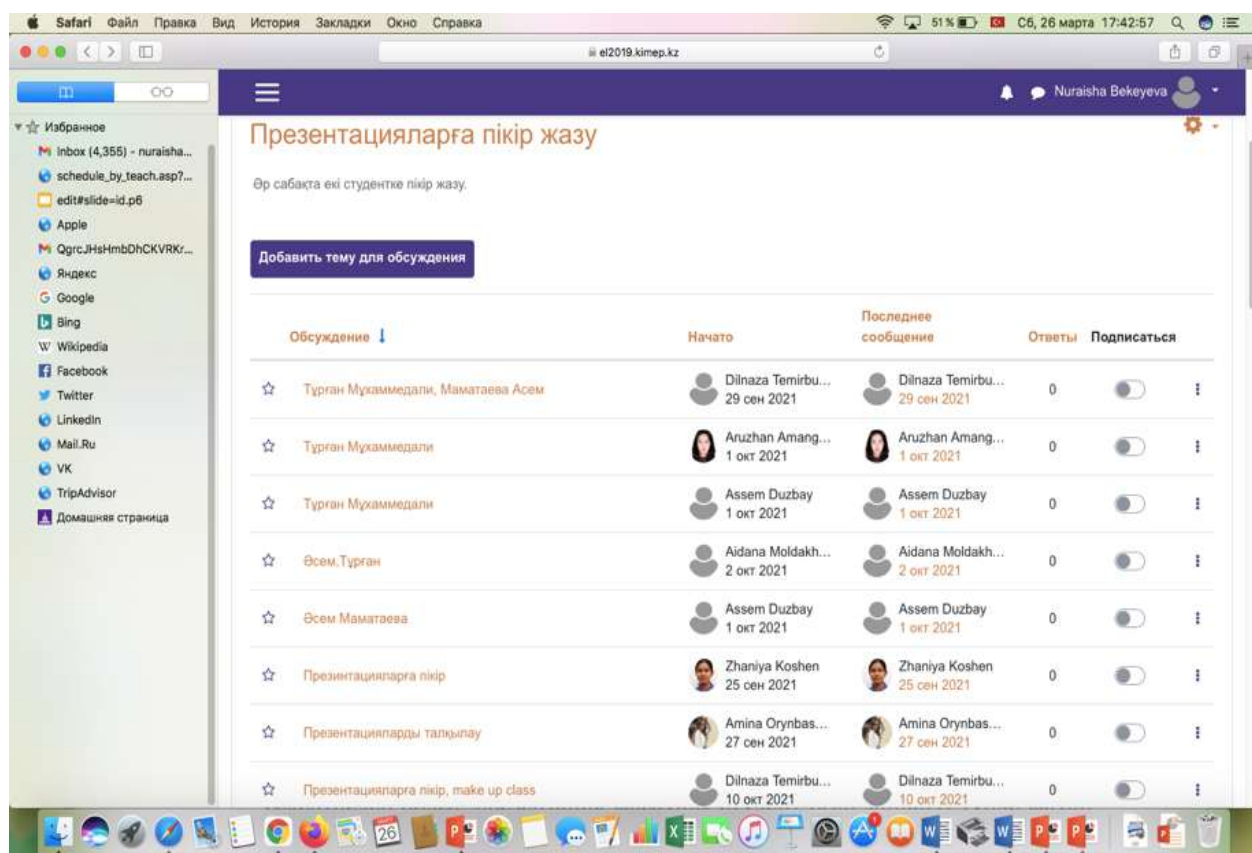 Safari Файл Правка Вид История Закладки Окно Справка 51 % Сб, 26 марта 17:42:57
el2019.kimep.kz
Nuraisha Bekeyeva
Избранное
Inbox (4,355) - nuraisha...
schedule_by_teach.asp?...
edit#slide=id.p6
Apple
QgrcJHsHmbDhCKVRKr...
Яндекс
Google
Bing
Wikipedia
Facebook
Twitter
LinkedIn
Mail.Ru
VK
TripAdvisor
Домашняя страница
Презентацияларға пікір жазу
Әр сабақта екі студентке пікір жазу.
Добавить тему для обсуждения
Обсуждение Начато Последнее сообщение Ответы Подписаться
Тұрған Мұхаммедали, Маматаева Асем Dilnaza Temirbu... Dilnaza Temirbu... 0
29 сен 2021 29 сен 2021
Тұрған Мұхаммедали Aruzhan Amang... Aruzhan Amang... 0
1 окт 2021 1 окт 2021
Тұрған Мұхаммедали Assem Duzbay Assem Duzbay 0
1 окт 2021 1 окт 2021
Әсем,Тұрған Aidana Moldakh... Aidana Moldakh... 0
2 окт 2021 2 окт 2021
Әсем Маматаева Assem Duzbay Assem Duzbay 0
1 окт 2021 1 окт 2021
Презинтацияларға пікір Zhaniya Koshen Zhaniya Koshen 0
25 сен 2021 25 сен 2021
Презентацияларды талқылау Amina Orynbas... Amina Orynbas... 0
27 сен 2021 27 сен 2021
Презентацияларға пікір, make up class Dilnaza Temirbu... Dilnaza Temirbu... 0
10 окт 2021 10 окт 2021
26